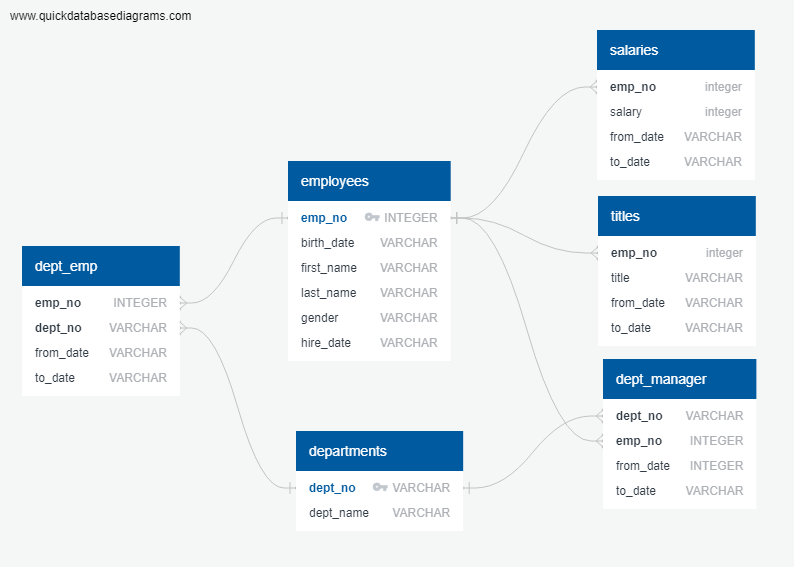 www.quickdatabasediagrams.com
salaries
emp_no integer
salary integer
from_date VARCHAR
to_date VARCHAR
employees
emp_no INTEGER
birth_date VARCHAR
first_name VARCHAR
last_name VARCHAR
gender VARCHAR
hire_date VARCHAR
titles
emp_no integer
title VARCHAR
from_date VARCHAR
to_date VARCHAR
dept_emp
emp_no INTEGER
dept_no VARCHAR
from_date VARCHAR
to_date VARCHAR
dept_manager
dept_no VARCHAR
emp_no INTEGER
from_date INTEGER
to_date VARCHAR
departments
dept_no VARCHAR
dept_name VARCHAR